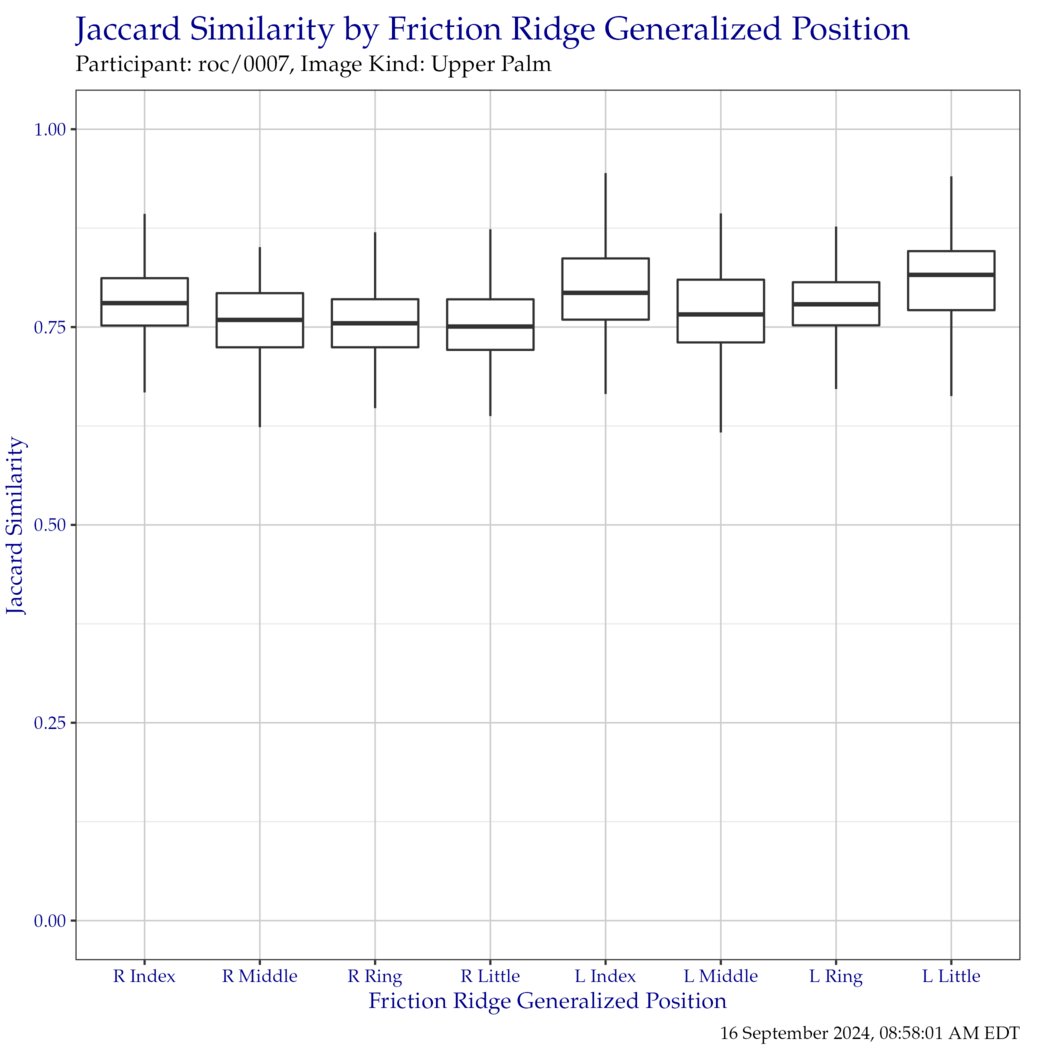 Jaccard Similarity by Friction Ridge Generalized Position
Participant: roc/0007, Image Kind: Upper Palm
Jaccard Similarity
1.00
0.75
0.50
0.25
0.00
R Index R Middle R Ring R Little L Index L Middle L Ring L Little
Friction Ridge Generalized Position
16 September 2024, 08:58:01 AM EDT